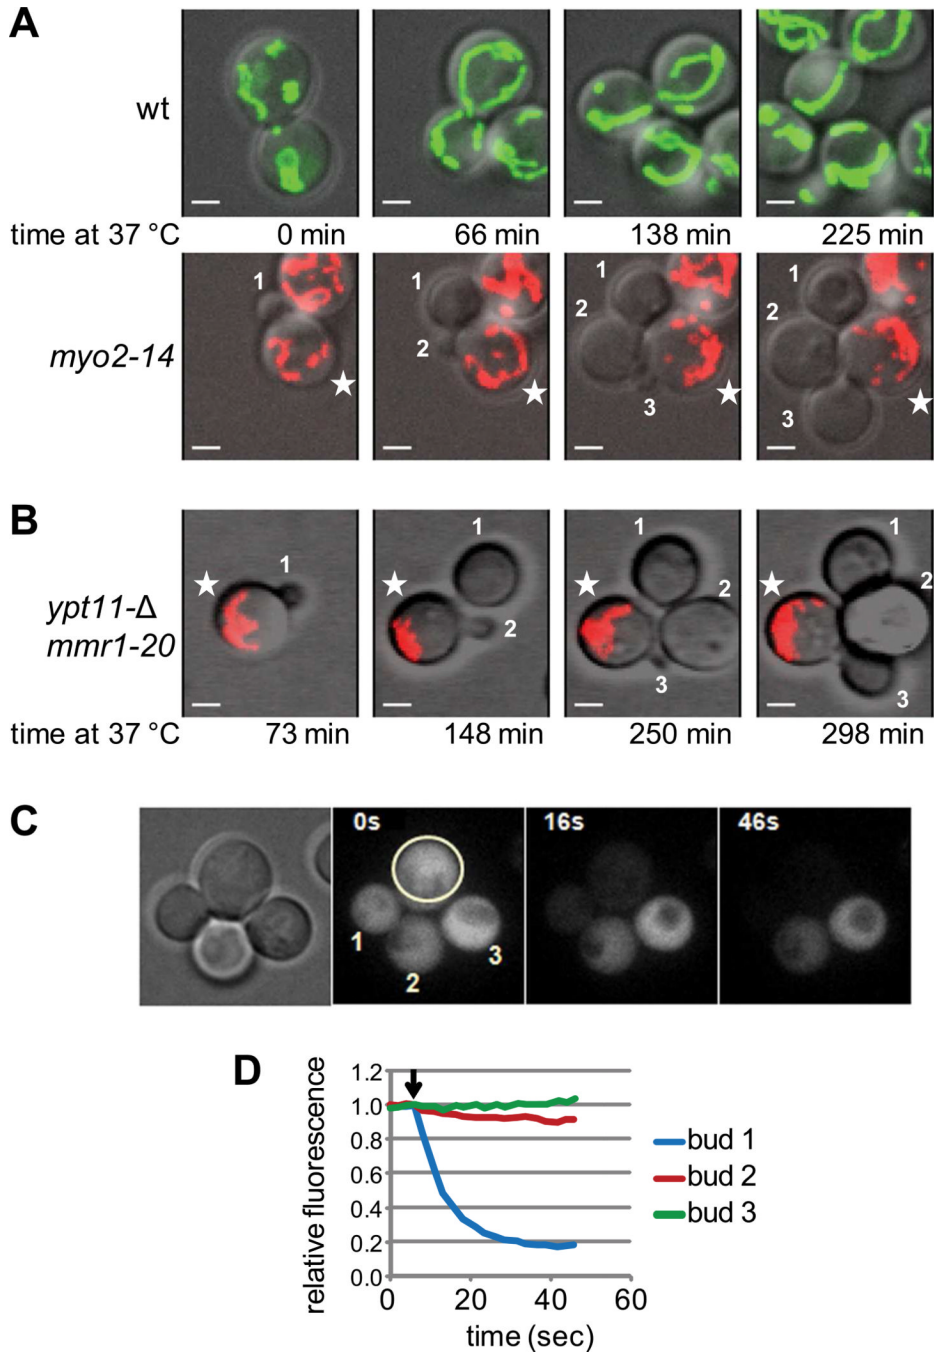 A
wt
time at 37 °C
0 min
66 min
138 min
225 min
myo2-14
1
1
2
1
2
3
1
2
3
B
ypt11-Δ
mmr1-20
1
1
2
1
2
3
1
2
3
time at 37 °C
73 min
148 min
250 min
298 min
C
0s
16s
46s
1
2
3
D
relative fluorescence
1.2
1.0
0.8
0.6
0.4
0.2
0.0
0
20
40
60
time (sec)
bud 1
bud 2
bud 3